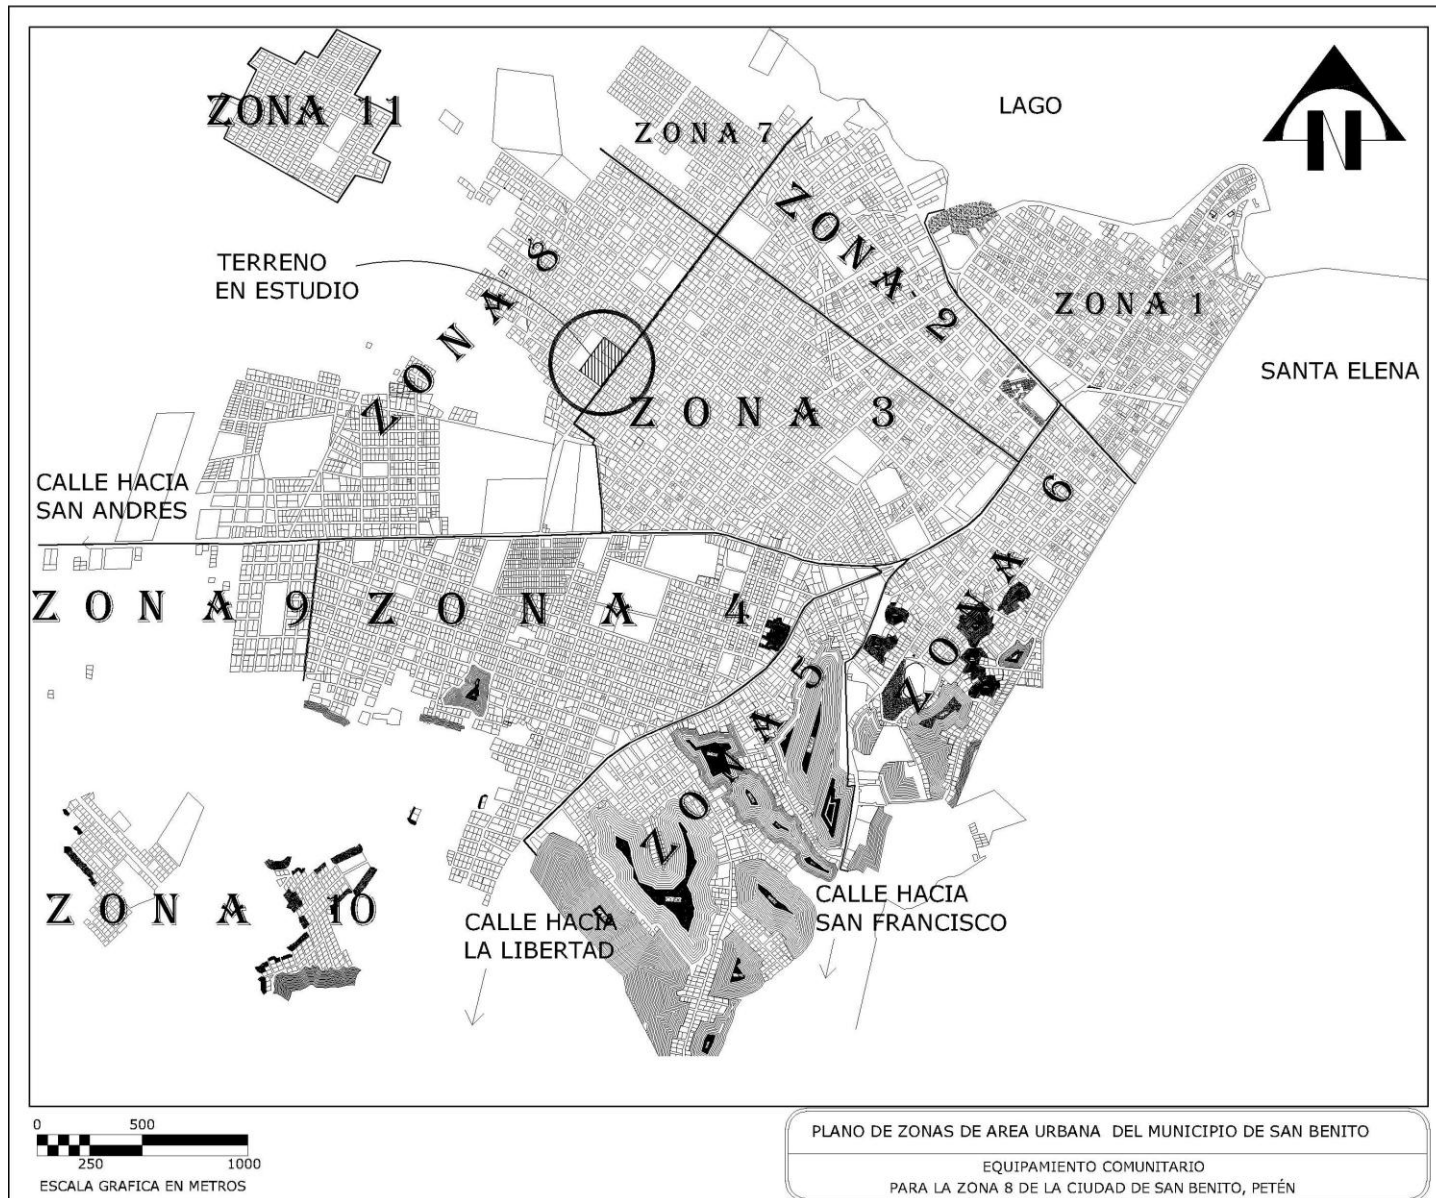 ZONA 11
ZONA 7
LAGO
N
ZONA 2
TERRENO
EN ESTUDIO
ZONA 8
ZONA 1
SANTA ELENA
ZONA 3
CALLE HACIA
SAN ANDRES
ZONA 6
ZONA 9
ZONA 4
ZONA 5
ZONA 10
CALLE HACIA
LA LIBERTAD
CALLE HACIA
SAN FRANCISCO
0 500
250 1000
ESCALA GRAFICA EN METROS
PLANO DE ZONAS DE AREA URBANA DEL MUNICIPIO DE SAN BENITO
EQUIPAMIENTO COMUNITARIO
PARA LA ZONA 8 DE LA CIUDAD DE SAN BENITO, PETÉN